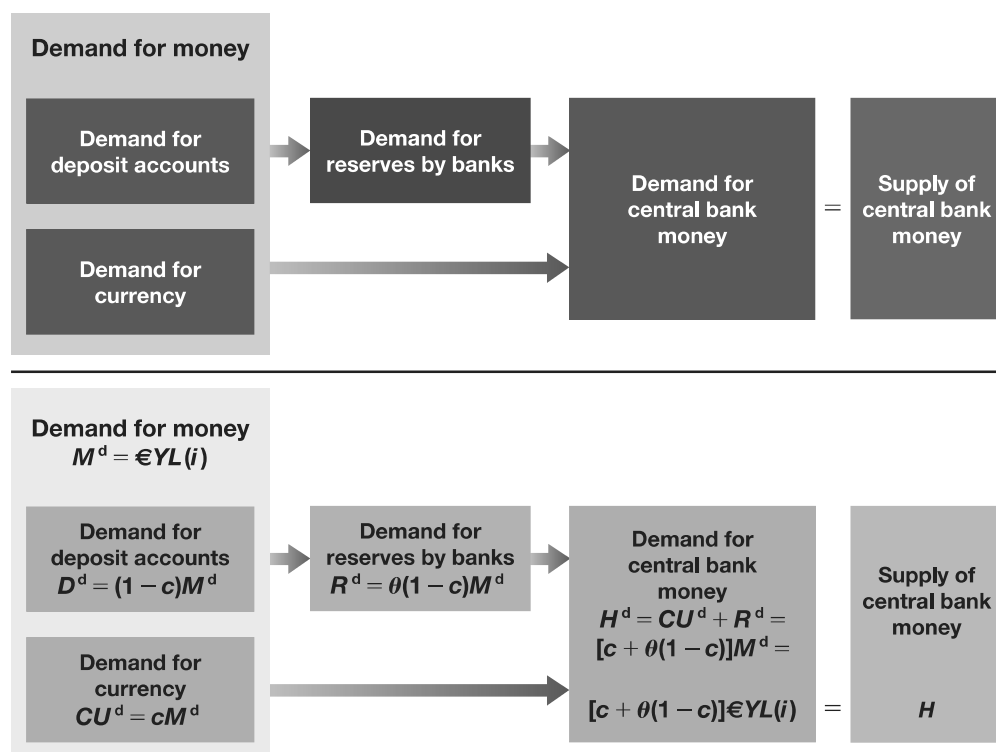 Demand for money
Demand for
deposit accounts
Demand for
reserves by banks
Demand for
central bank
money
=
Supply of
central bank
money
Demand for
currency
Demand for money
M^d = €YL(i)
Demand for
deposit accounts
D^d = (1 − c)M^d
Demand for
reserves by banks
R^d = θ(1 − c)M^d
Demand for
central bank
money
H^d = CU^d + R^d =
[c + θ(1 − c)]M^d =
[c + θ(1 − c)]€YL(i)
=
Supply of
central bank
money
H
Demand for
currency
CU^d = cM^d